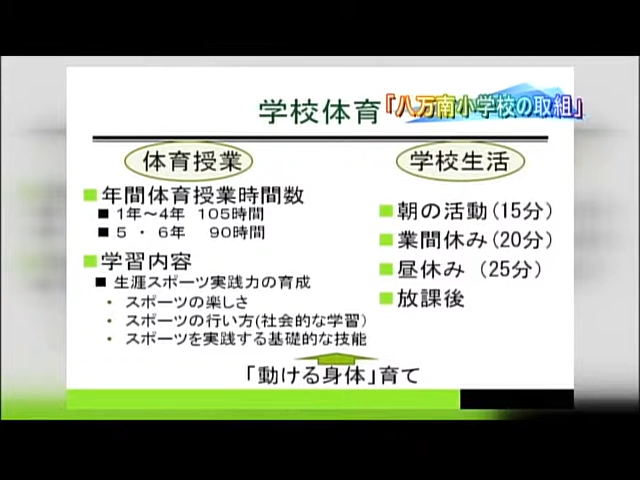 学校体育
「八万南小学校の取組」
体育授業
年間体育授業時間数
1年～4年 105時間
5・6年 90時間
学習内容
生涯スポーツ実践力の育成
・ スポーツの楽しさ
・ スポーツの行い方(社会的な学習)
・ スポーツを実践する基礎的な技能
学校生活
朝の活動(15分)
業間休み(20分)
昼休み (25分)
放課後
「動ける身体」育て